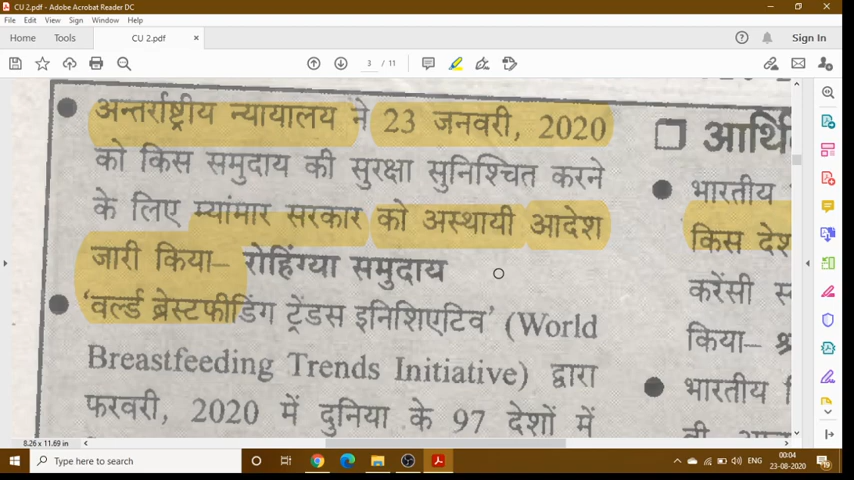 CU 2.pdf - Adobe Acrobat Reader DC
File Edit View Sign Window Help
Home Tools CU 2.pdf × Sign In
3 / 11
अन्तर्राष्ट्रीय न्यायालय ने 23 जनवरी, 2020
को किस समुदाय की सुरक्षा सुनिश्चित करने
के लिए म्यांमार सरकार को अस्थायी आदेश
जारी किया– रोहिंग्या समुदाय
'वर्ल्ड ब्रेस्टफीडिंग ट्रेंडस इनिशिएटिव' (World
Breastfeeding Trends Initiative) द्वारा
फरवरी, 2020 में दुनिया के 97 देशों में
भारतीय
किस देश
करेंसी
किया–
भारतीय
8.26 x 11.69 in
Type here to search
ENG
00:04
23-08-2020